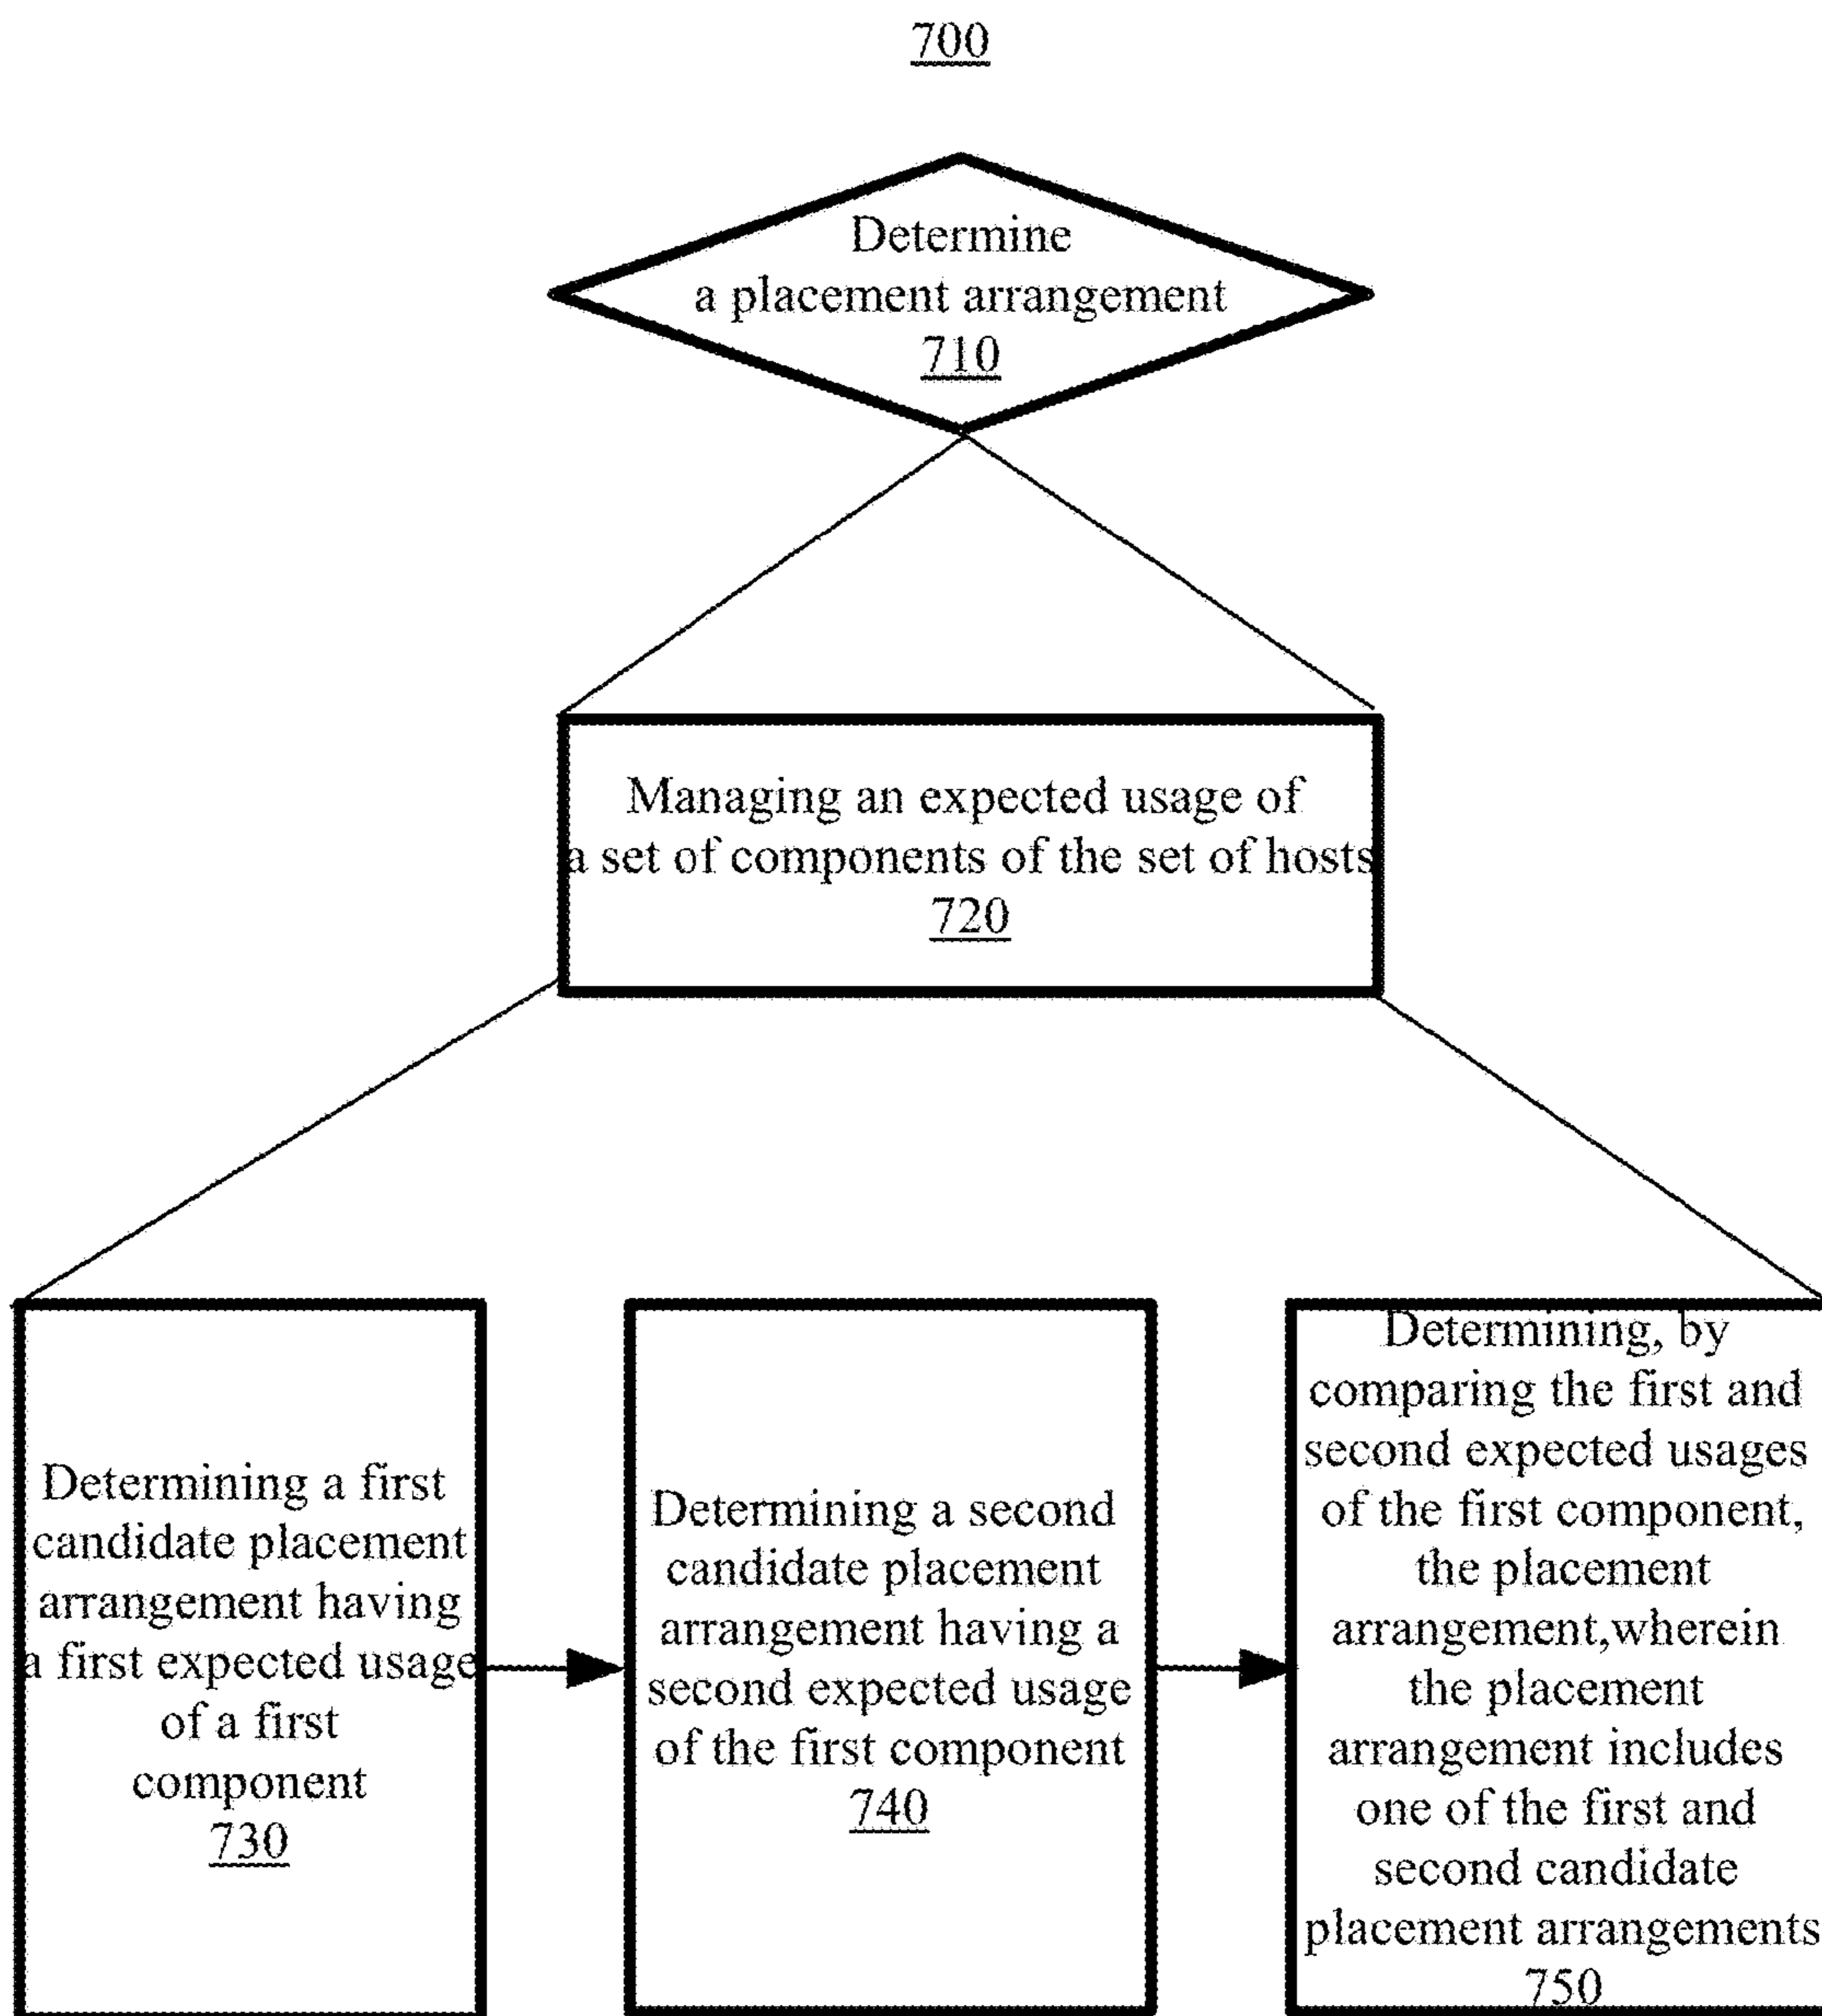 700
Determine
a placement arrangement
710
Managing an expected usage of
a set of components of the set of hosts
720
Determining a first
candidate placement
arrangement having
a first expected usage
of a first
component
730
Determining a second
candidate placement
arrangement having a
second expected usage
of the first component
740
Determining, by
comparing the first and
second expected usages
of the first component,
the placement
arrangement,wherein
the placement
arrangement includes
one of the first and
second candidate
placement arrangements
750